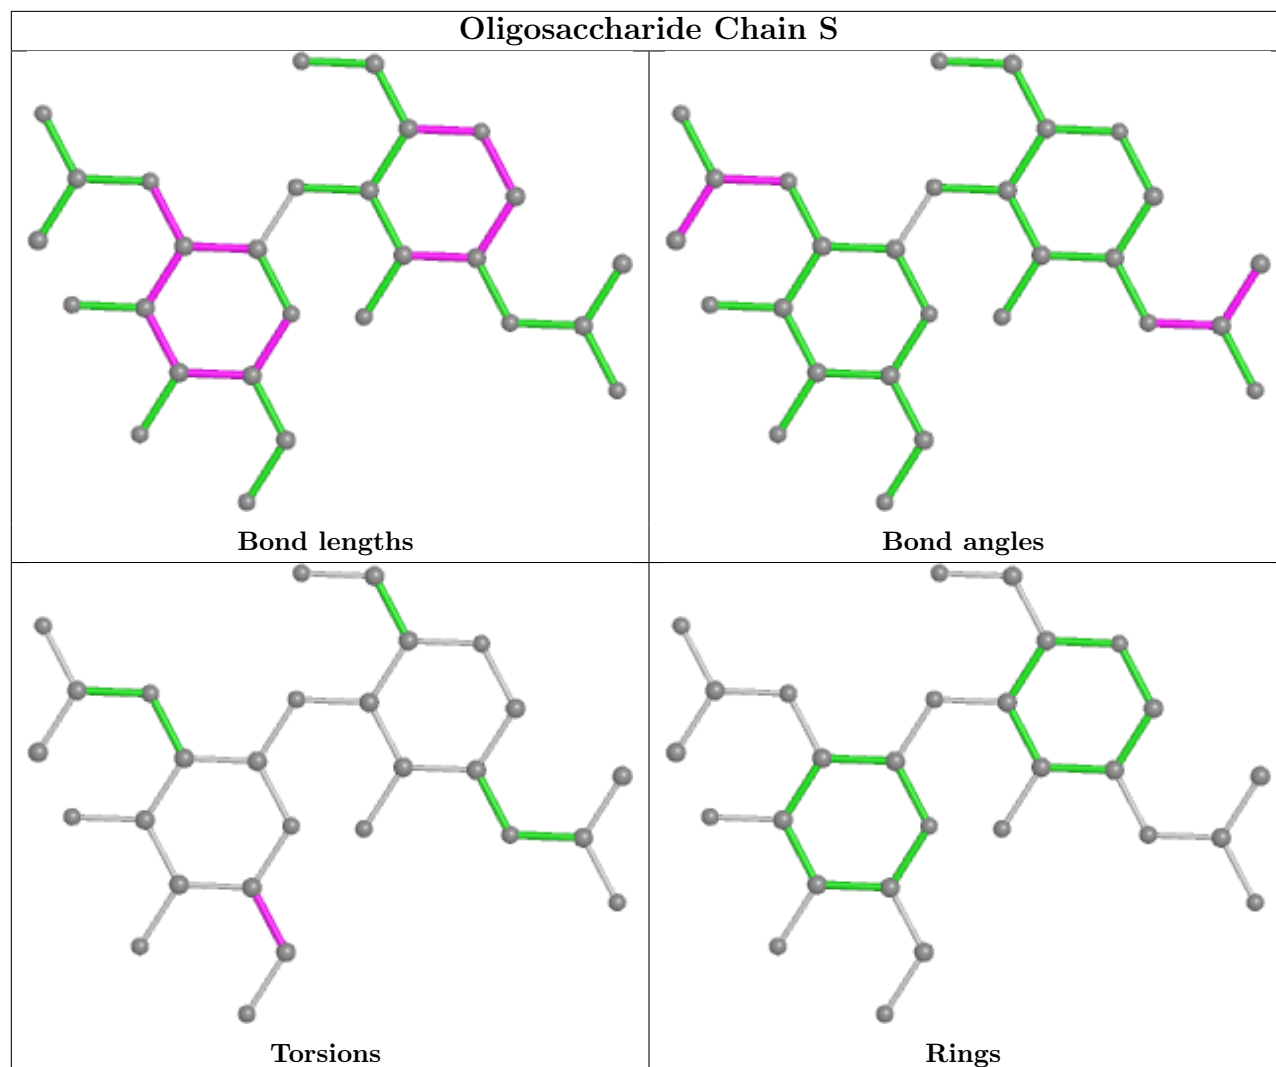 Oligosaccharide Chain S
Bond lengths
Bond angles
Torsions
Rings